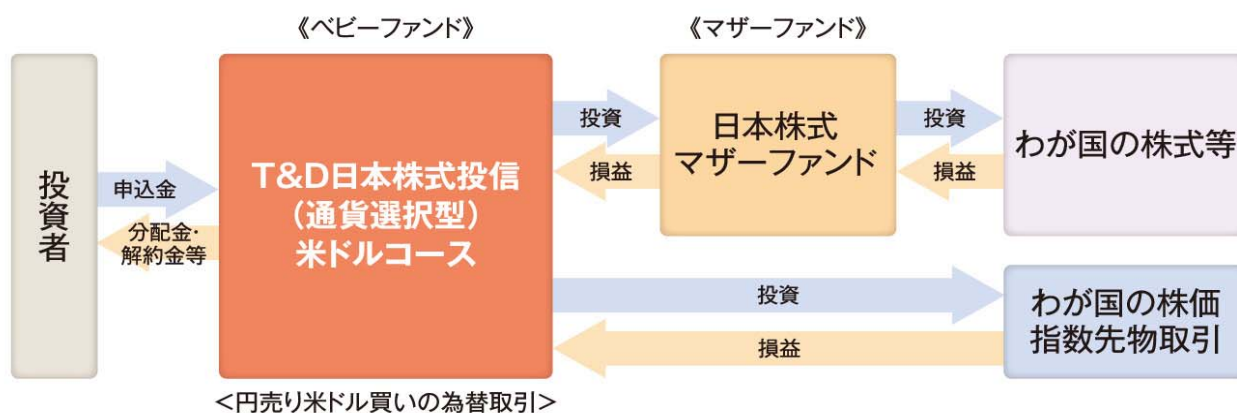 《ベビーファンド》
《マザーファンド》
投資者
申込金
分配金・
解約金等
T&D日本株式投信
(通貨選択型)
米ドルコース
投資
損益
日本株式
マザーファンド
投資
損益
わが国の株式等
投資
損益
わが国の株価
指数先物取引
<円売り米ドル買いの為替取引>